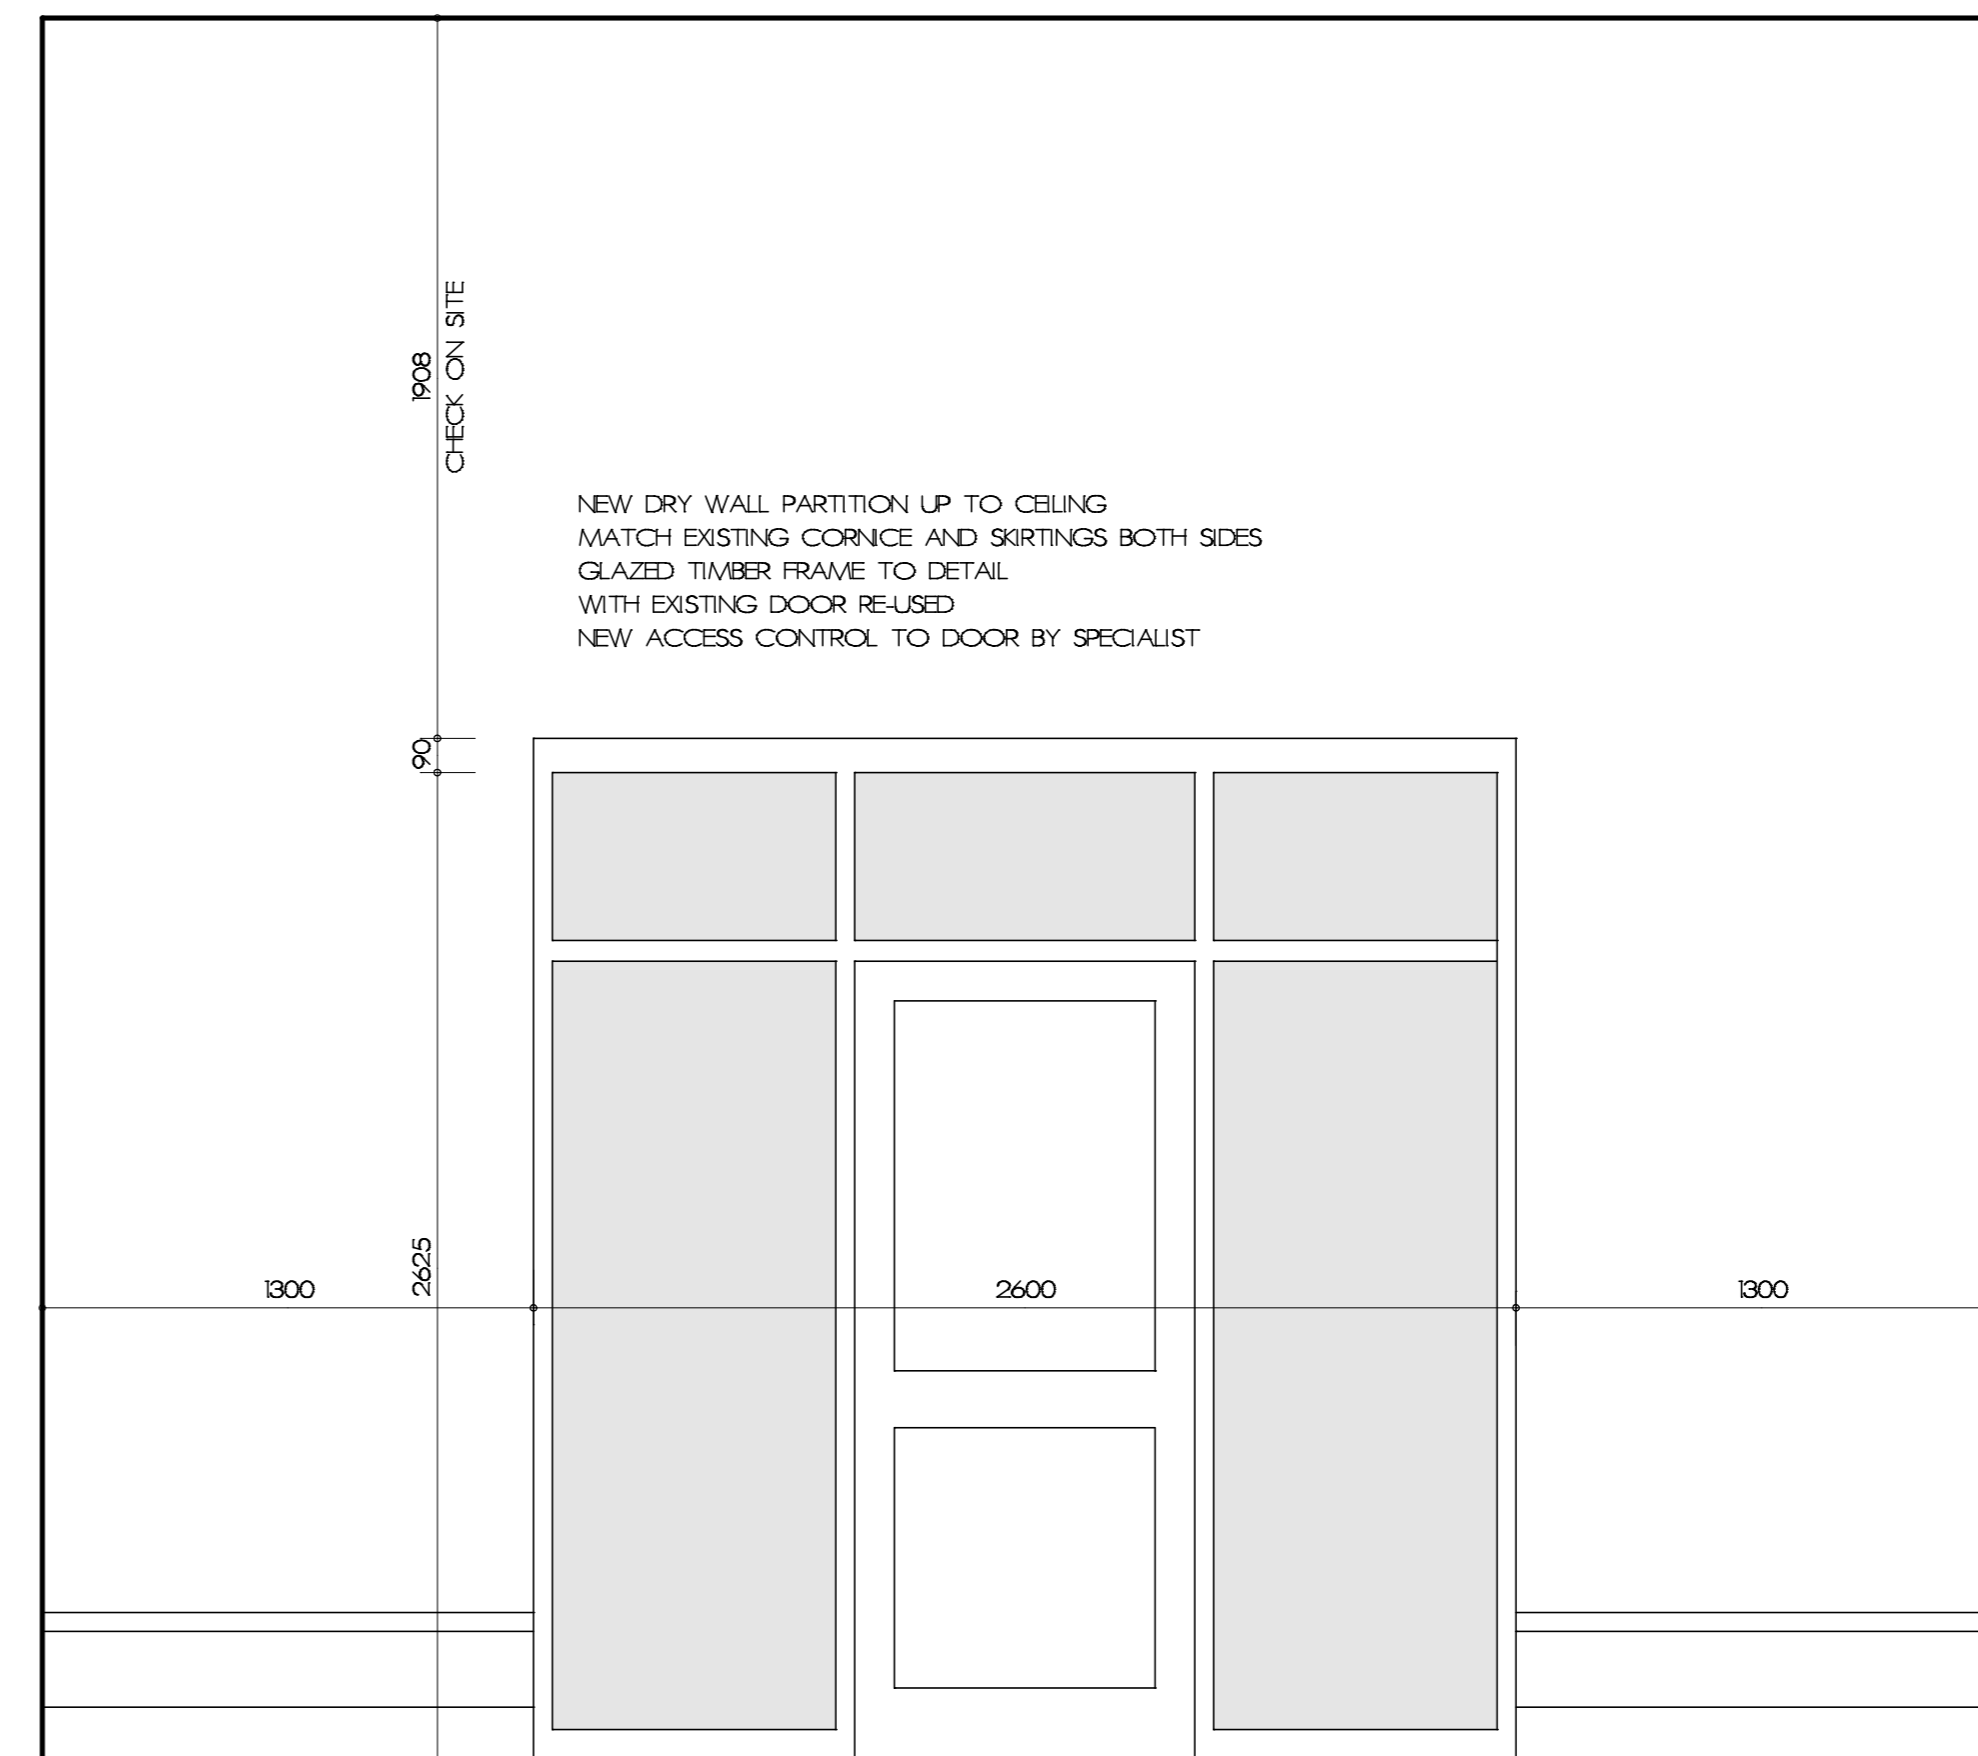 1908
CHECK ON SITE
NEW DRY WALL PARTITION UP TO CEILING
MATCH EXISTING CORNICE AND SKIRTINGS BOTH SIDES
GLAZED TIMBER FRAME TO DETAIL
WITH EXISTING DOOR RE-USED
NEW ACCESS CONTROL TO DOOR BY SPECIALIST
90
2625
1300
2600
1300